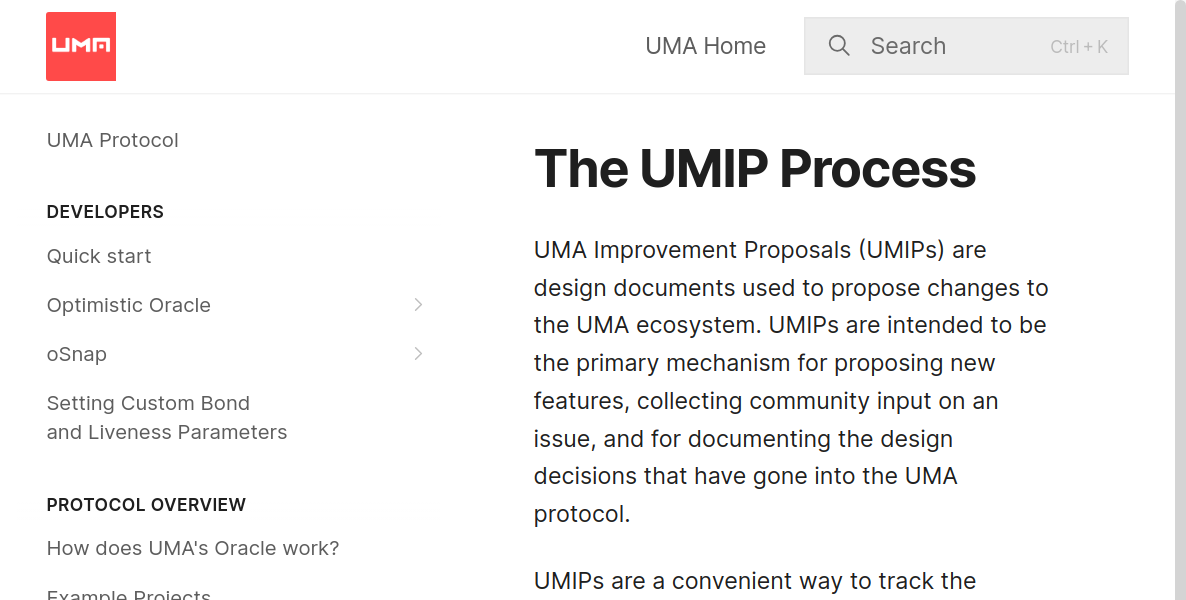 UMA
UMA Home
Search
Ctrl + K
UMA Protocol
DEVELOPERS
Quick start
Optimistic Oracle
oSnap
Setting Custom Bond
and Liveness Parameters
PROTOCOL OVERVIEW
How does UMA's Oracle work?
Example Projects
The UMIP Process
UMA Improvement Proposals (UMIPs) are
design documents used to propose changes to
the UMA ecosystem. UMIPs are intended to be
the primary mechanism for proposing new
features, collecting community input on an
issue, and for documenting the design
decisions that have gone into the UMA
protocol.
UMIPs are a convenient way to track the